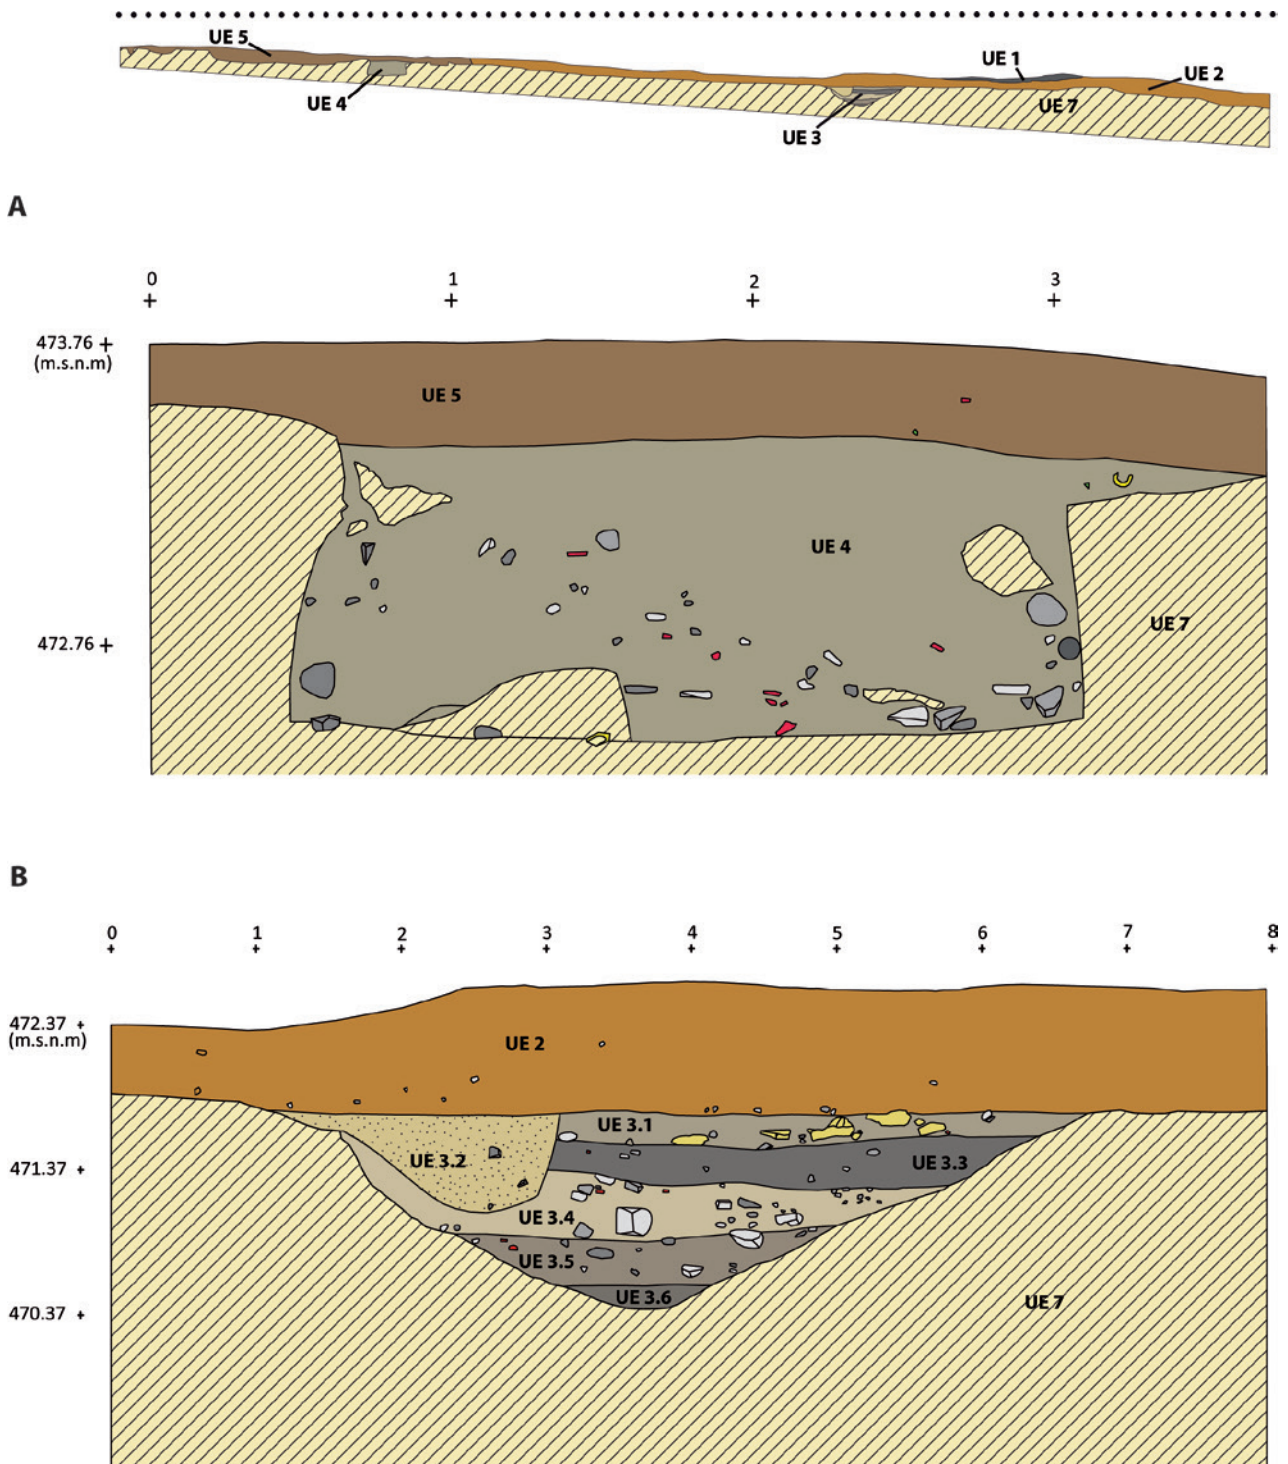 UE 5
UE 1
UE 2
UE 4
UE 7
UE 3
A
0 1 2 3
473.76
(m.s.n.m)
UE 5
UE 4
UE 7
472.76
B
0 1 2 3 4 5 6 7 8
472.37
(m.s.n.m)
UE 2
UE 3.1
UE 3.2
UE 3.3
471.37
UE 3.4
UE 3.5
UE 3.6
UE 7
470.37